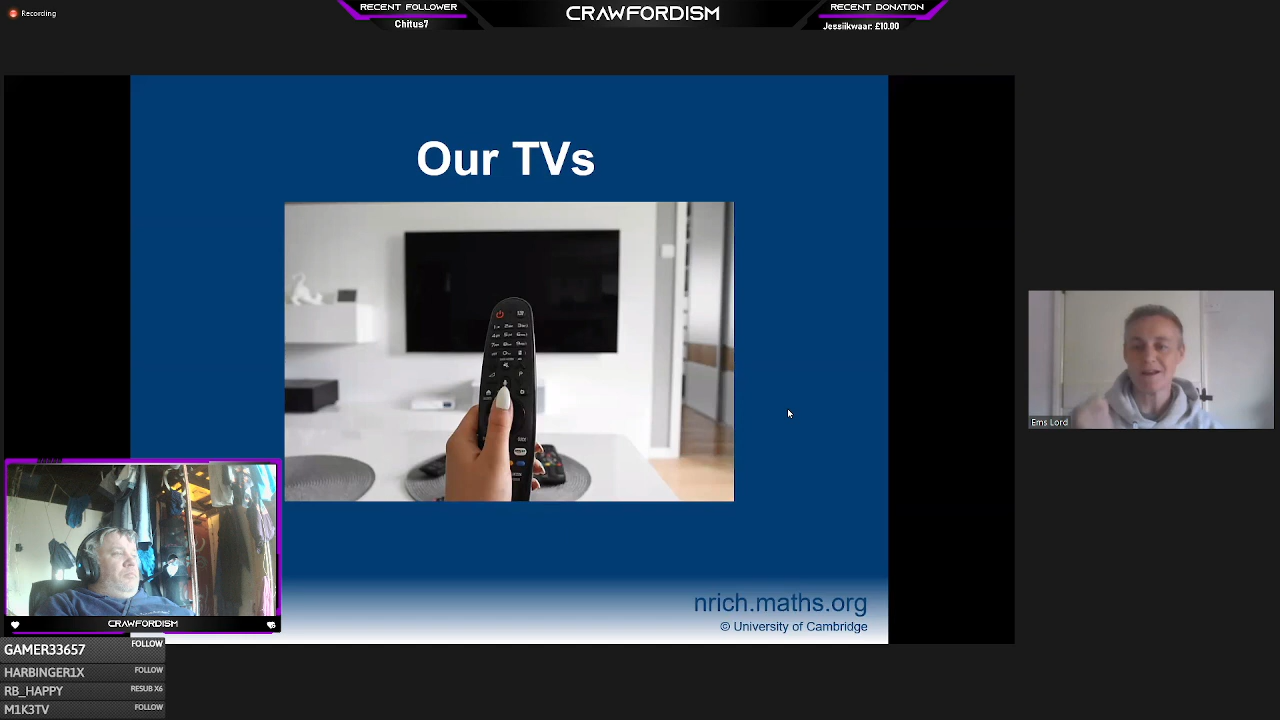 Recording
RECENT FOLLOWER
Chitus7
CRAWFORDISM
RECENT DONATION
Jessiikwaar: £10.00
Our TVs
Ems Lord
nrich.maths.org
© University of Cambridge
CRAWFORDISM
GAMER33657 FOLLOW
HARBINGER1X FOLLOW
RB_HAPPY RESUB X6
M1K3TV FOLLOW